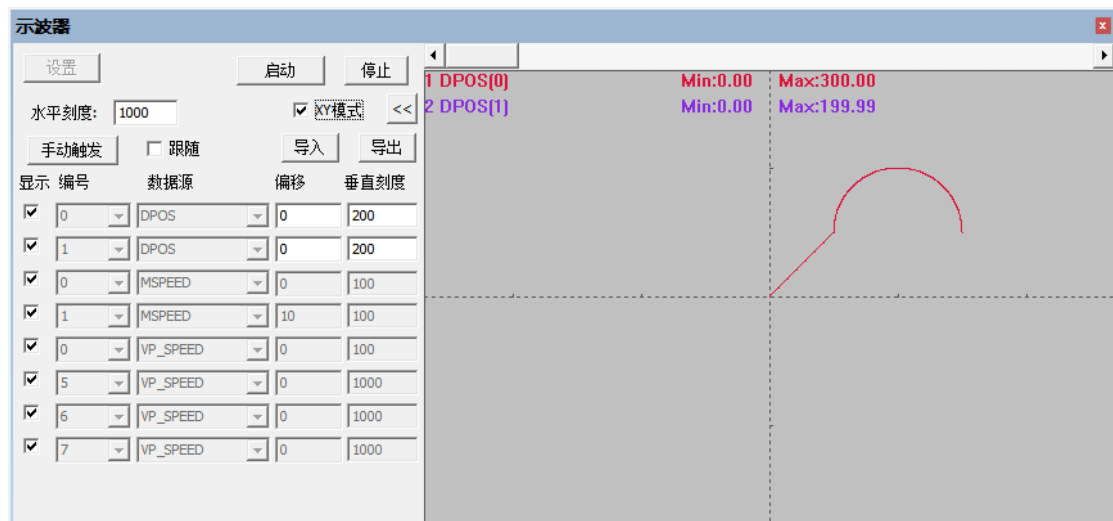 示波器
设置 启动 停止
水平刻度: 1000 XY模式 <<
手动触发 跟随 导入 导出
显示 编号 数据源 偏移 垂直刻度
0 DPOS 0 200
1 DPOS 0 200
0 MSPEED 0 100
1 MSPEED 10 100
0 VP_SPEED 0 100
5 VP_SPEED 0 1000
6 VP_SPEED 0 1000
7 VP_SPEED 0 1000
1 DPOS(0) Min:0.00 Max:300.00
2 DPOS(1) Min:0.00 Max:199.99